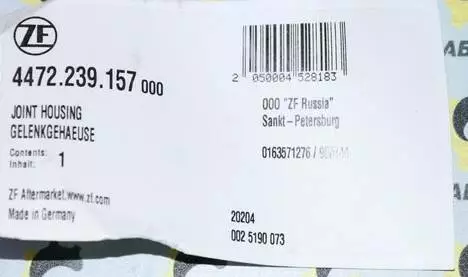 ZF
4472.239.157 000
JOINT HOUSING
GELENKGEHAEUSE
Contents:
Inhalt: 1
ZF Aftermarket.www.zf.com
Made in Germany
2 050004 528183
ООО "ZF Russia"
Sankt-Petersburg
0163571276 /
20204
002 5190 073